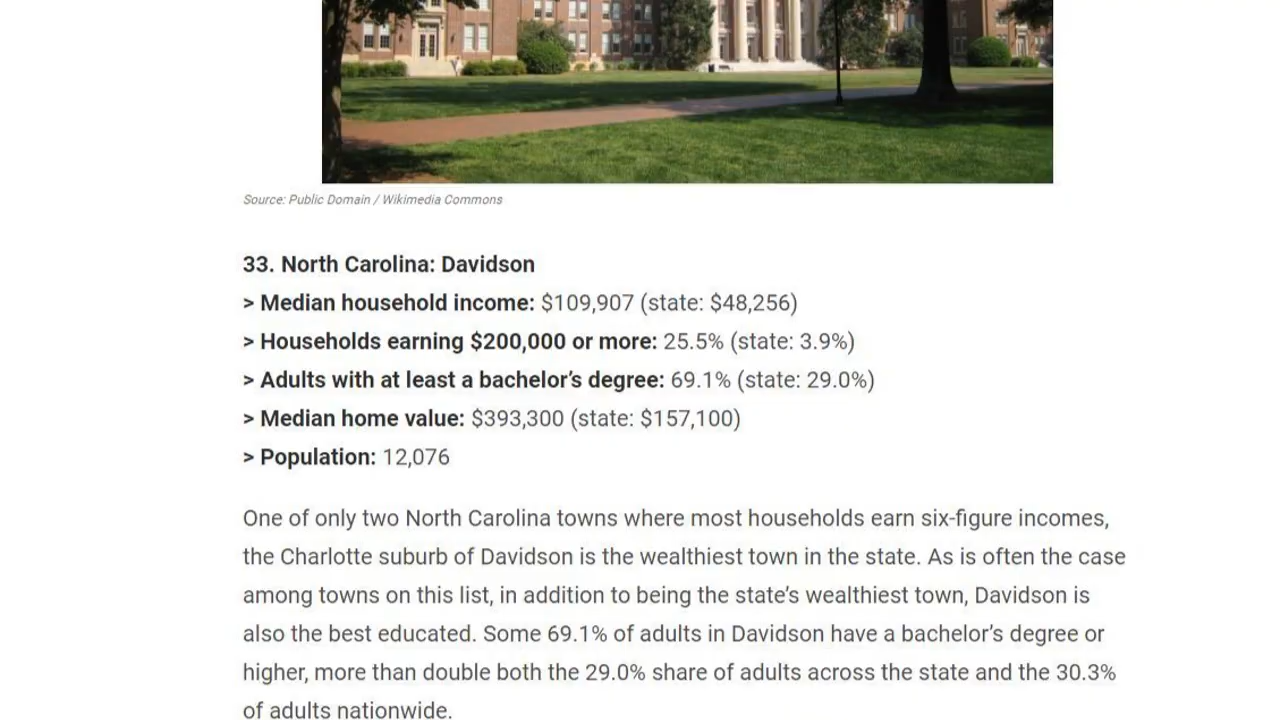 Source: Public Domain / Wikimedia Commons
33. North Carolina: Davidson
> Median household income: $109,907 (state: $48,256)
> Households earning $200,000 or more: 25.5% (state: 3.9%)
> Adults with at least a bachelor’s degree: 69.1% (state: 29.0%)
> Median home value: $393,300 (state: $157,100)
> Population: 12,076
One of only two North Carolina towns where most households earn six-figure incomes,
the Charlotte suburb of Davidson is the wealthiest town in the state. As is often the case
among towns on this list, in addition to being the state’s wealthiest town, Davidson is
also the best educated. Some 69.1% of adults in Davidson have a bachelor’s degree or
higher, more than double both the 29.0% share of adults across the state and the 30.3%
of adults nationwide.